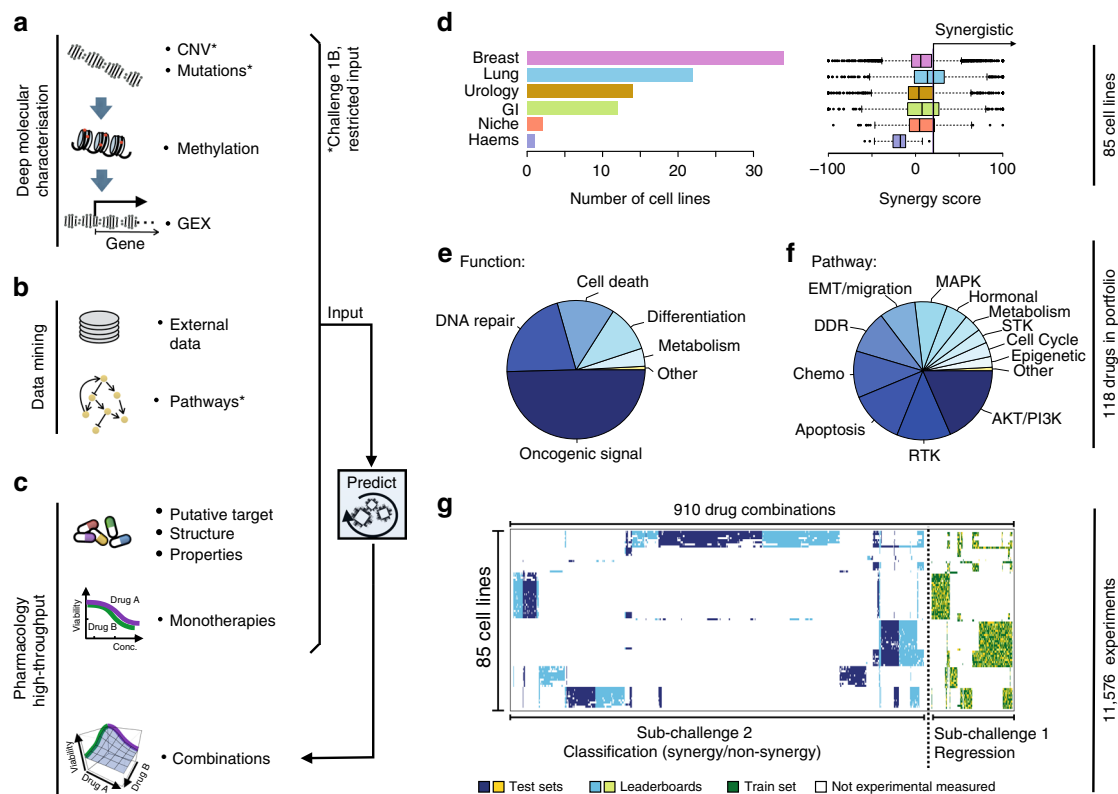 a
Deep molecular
characterisation
• CNV*
• Mutations*
• Methylation
• GEX
Gene
*Challenge 1B,
restricted input
b
Data mining
• External
data
• Pathways*
Input
Predict
c
Pharmacology
high-throughput
• Putative target
• Structure
• Properties
Viability
Drug A
Drug B
Conc.
• Monotherapies
Viability
Drug A
Drug B
• Combinations
d
Breast
Lung
Urology
GI
Niche
Haems
0 10 20 30
Number of cell lines
Synergistic
−100 0 100
Synergy score
85 cell lines
e Function:
Cell death
DNA repair
Differentiation
Metabolism
Other
Oncogenic signal
f Pathway:
MAPK
EMT/migration
Hormonal
Metabolism
DDR
STK
Cell Cycle
Epigenetic
Chemo
Other
Apoptosis
AKT/PI3K
RTK
118 drugs in portfolio
g
910 drug combinations
85 cell lines
Sub-challenge 2
Classification (synergy/non-synergy)
Sub-challenge 1
Regression
Test sets
Leaderboards
Train set
Not experimental measured
11,576 experiments